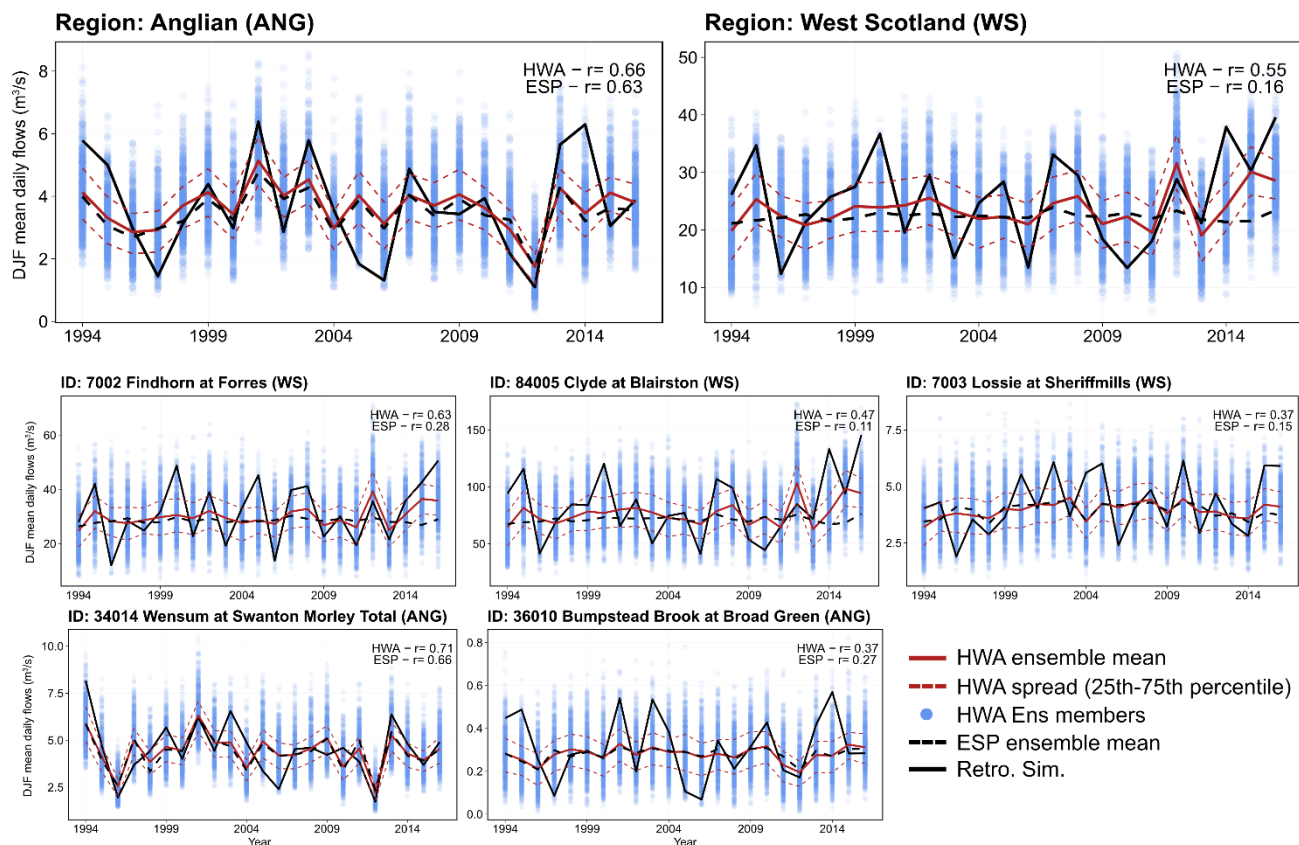 Region: Anglian (ANG)
HWA − r= 0.66
ESP − r= 0.63
DJF mean daily flows (m³/s)
8
6
4
2
0
1994
1999
2004
2009
2014
Region: West Scotland (WS)
HWA − r= 0.55
ESP − r= 0.16
50
40
30
20
10
1994
1999
2004
2009
2014
ID: 7002 Findhorn at Forres (WS)
HWA − r= 0.63
ESP − r= 0.28
DJF mean daily flows (m³/s)
60
40
20
1994
1999
2004
2009
2014
ID: 84005 Clyde at Blairston (WS)
HWA − r= 0.47
ESP − r= 0.11
150
100
50
1994
1999
2004
2009
2014
ID: 7003 Lossie at Sheriffmills (WS)
HWA − r= 0.37
ESP − r= 0.15
7.5
5.0
2.5
1994
1999
2004
2009
2014
ID: 34014 Wensum at Swanton Morley Total (ANG)
HWA − r= 0.71
ESP − r= 0.66
DJF mean daily flows (m³/s)
10.0
7.5
5.0
2.5
1994
1999
2004
2009
2014
Year
ID: 36010 Bumpstead Brook at Broad Green (ANG)
HWA − r= 0.37
ESP − r= 0.27
0.8
0.6
0.4
0.2
0.0
1994
1999
2004
2009
2014
Year
HWA ensemble mean
HWA spread (25th-75th percentile)
HWA Ens members
ESP ensemble mean
Retro. Sim.